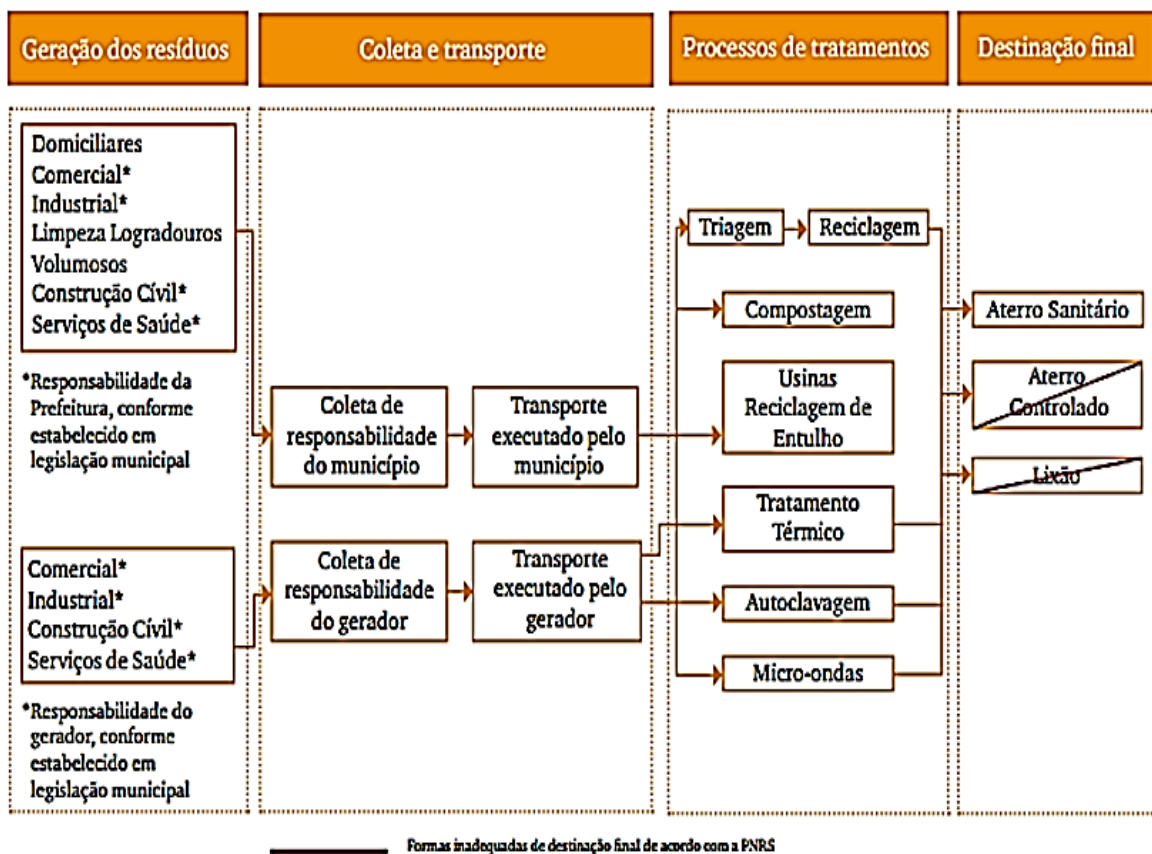 Geração dos resíduos
Coleta e transporte
Processos de tratamentos
Destinação final
Domiciliares
Comercial*
Industrial*
Limpeza Logradouros
Volumosos
Construção Cívil*
Serviços de Saúde*
*Responsabilidade da
Prefeitura, conforme
estabelecido em
legislação municipal
Comercial*
Industrial*
Construção Cívil*
Serviços de Saúde*
*Responsabilidade do
gerador, conforme
estabelecido em
legislação municipal
Coleta de
responsabilidade
do município
Transporte
executado pelo
município
Coleta de
responsabilidade
do gerador
Transporte
executado pelo
gerador
Triagem
Reciclagem
Compostagem
Usinas
Reciclagem de
Entulho
Tratamento
Térmico
Autoclavagem
Micro-ondas
Aterro Sanitário
Aterro
Controlado
Lixão
Formas inadequadas de destinação final de acordo com a PNRS